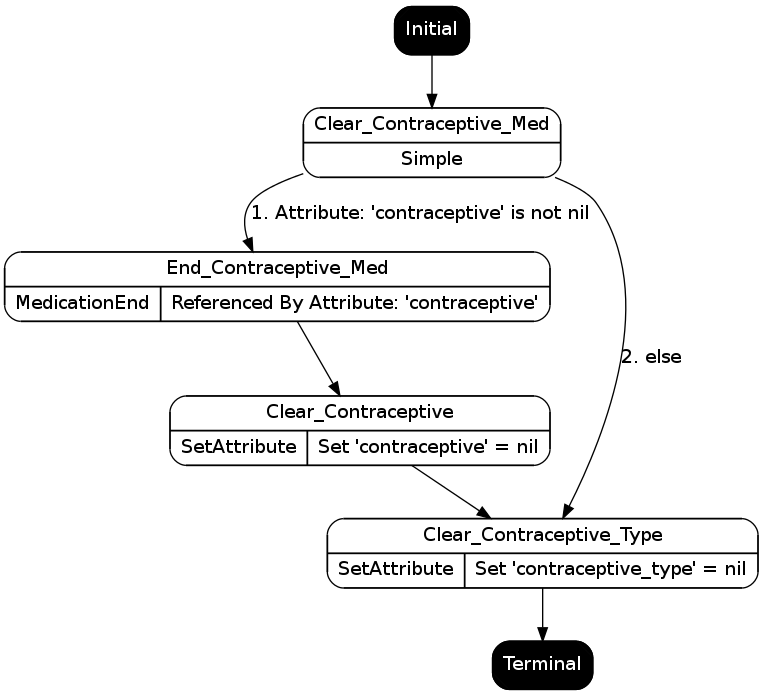 Initial
Clear_Contraceptive_Med
Simple
1. Attribute: 'contraceptive' is not nil
End_Contraceptive_Med
MedicationEnd
Referenced By Attribute: 'contraceptive'
2. else
Clear_Contraceptive
SetAttribute
Set 'contraceptive' = nil
Clear_Contraceptive_Type
SetAttribute
Set 'contraceptive_type' = nil
Terminal